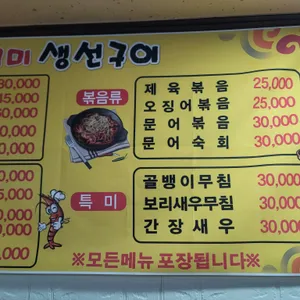 미 생선구이
볶음류
제육볶음 25,000
오징어볶음 25,000
문어볶음 30,000
문어숙회 30,000
특미
골뱅이무침 30,000
보리새우무침 30,000
간장새우 30,000
※모든메뉴 포장됩니다※